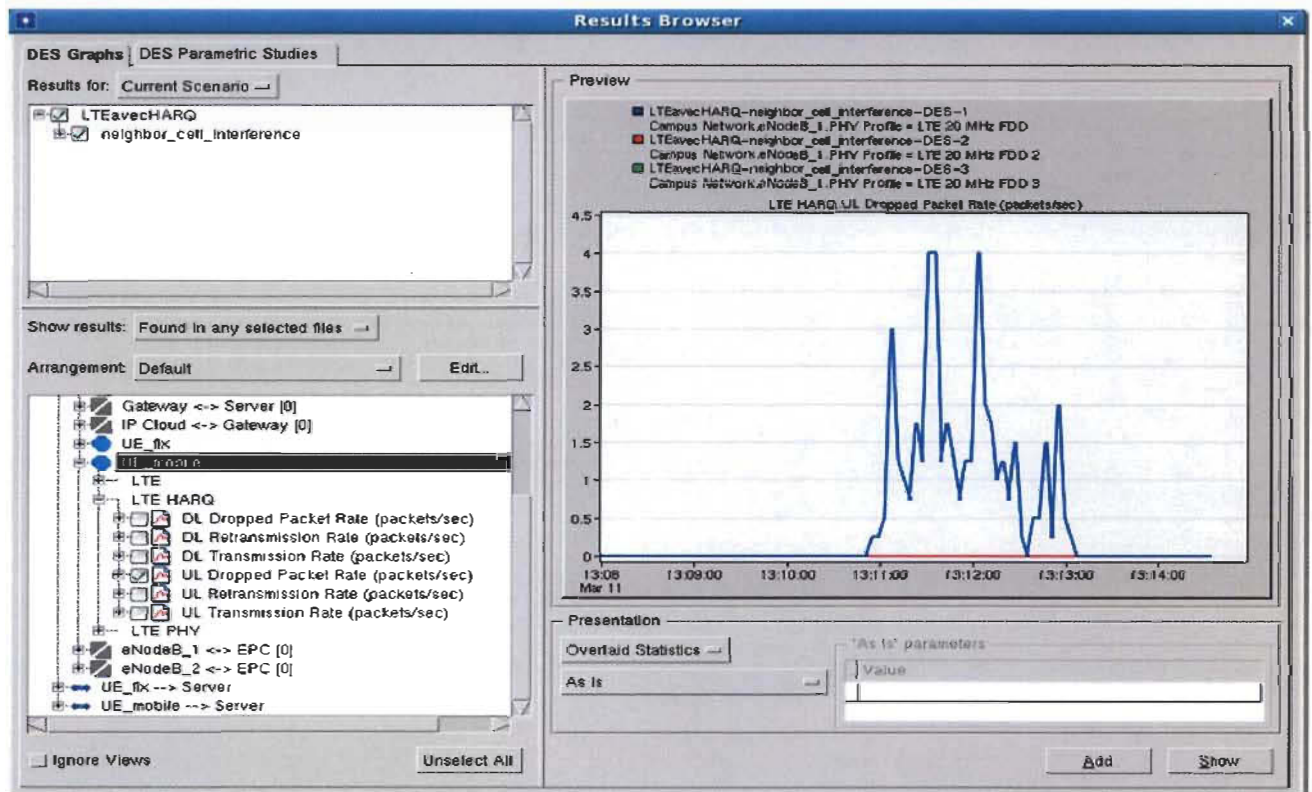 Results Browser
DES Graphs
DES Parametric Studies
Results for: Current Scenario
LTEavecHARQ
neighbor_cell_interference
Show results: Found in any selected files
Arrangement: Default
Edit...
Gateway <-> Server [0]
IP Cloud <-> Gateway [0]
UE_fix
LTE
LTE HARQ
DL Dropped Packet Rate (packets/sec)
DL Retransmission Rate (packets/sec)
DL Transmission Rate (packets/sec)
UL Dropped Packet Rate (packets/sec)
UL Retransmission Rate (packets/sec)
UL Transmission Rate (packets/sec)
LTE PHY
eNodeB_1 <-> EPC [0]
eNodeB_2 <-> EPC [0]
UE_fix --> Server
UE_mobile --> Server
Ignore Views
Unselect All
Preview
LTEavecHARQ-neighbor_cell_interference-DES-1
Campus Network.eNodeB_1.PHY Profile = LTE 20 MHz FDD
LTEavecHARQ-neighbor_cell_interference-DES-2
Campus Network.eNodeB_1.PHY Profile = LTE 20 MHz FDD 2
LTEavecHARQ-neighbor_cell_interference-DES-3
Campus Network.eNodeB_1.PHY Profile = LTE 20 MHz FDD 3
LTE HARQ.UL Dropped Packet Rate (packets/sec)
4.5
4
3.5
3
2.5
2
1.5
1
0.5
0
13:08 13:09:00 13:10:00 13:11:00 13:12:00 13:13:00 13:14:00
Mar 11
Presentation
Overlaid Statistics
As Is
'As Is' parameters
Value
Add
Show